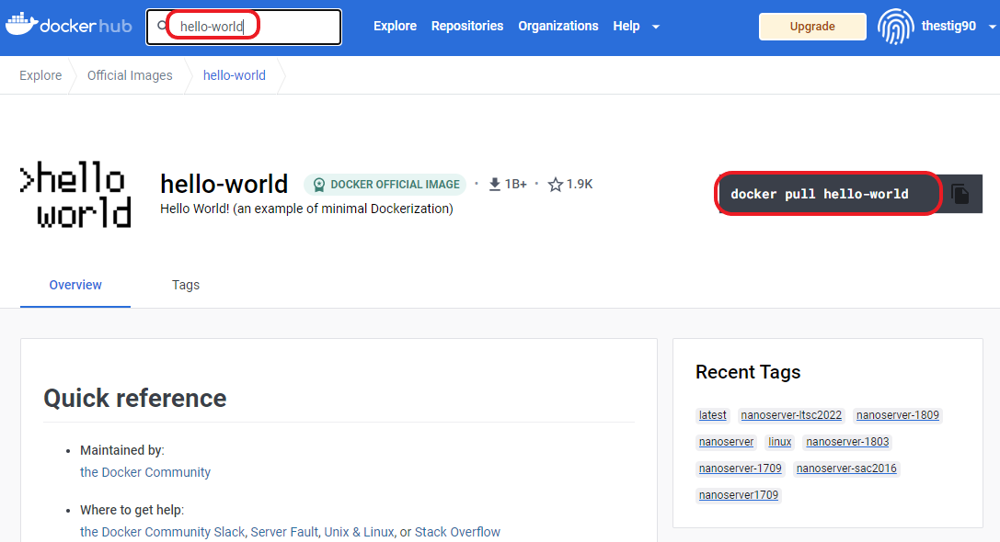 docker hub
hello-world
Explore Repositories Organizations Help
Upgrade
thestig90
Explore Official Images hello-world
>hello
world
hello-world
DOCKER OFFICIAL IMAGE · 1B+ · 1.9K
Hello World! (an example of minimal Dockerization)
docker pull hello-world
Overview Tags
Quick reference
• Maintained by:
the Docker Community
• Where to get help:
the Docker Community Slack, Server Fault, Unix & Linux, or Stack Overflow
Recent Tags
latest nanoserver-ltsc2022 nanoserver-1809
nanoserver linux nanoserver-1803
nanoserver-1709 nanoserver-sac2016
nanoserver1709